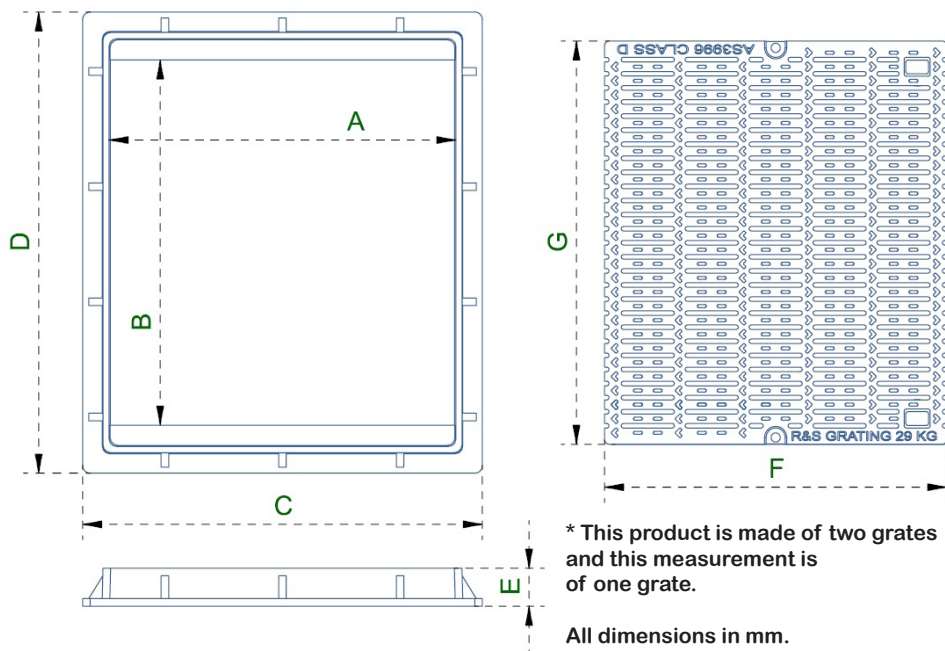 A
B
C
D
E
AS3996 CLASS D
G
R&S GRATING 29 KG
F
* This product is made of two grates
and this measurement is
of one grate.
All dimensions in mm.